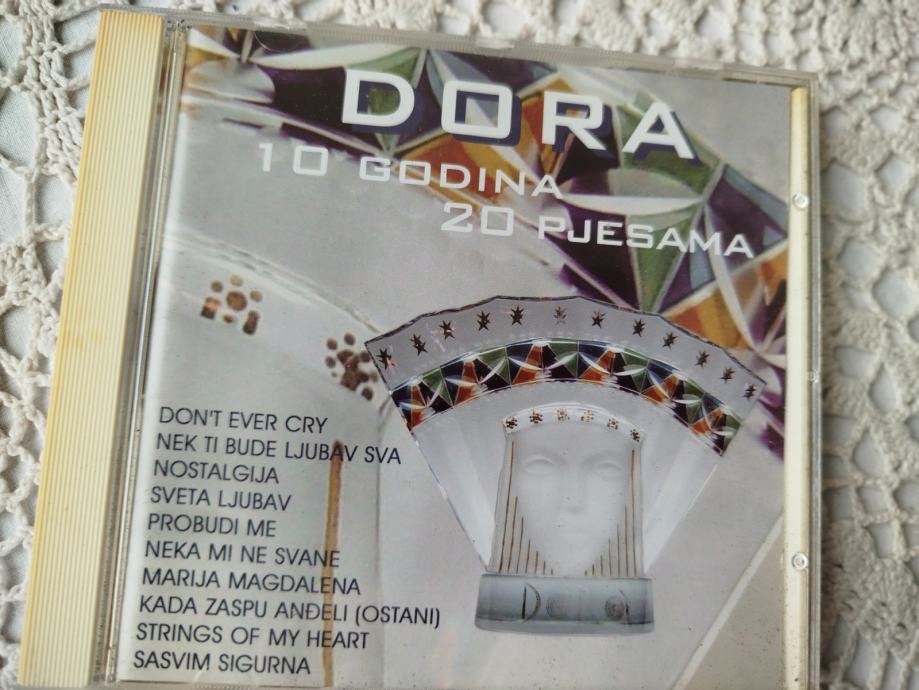 DORA
10 GODINA
20 PJESAMA
DON'T EVER CRY
NEK TI BUDE LJUBAV SVA
NOSTALGIJA
SVETA LJUBAV
PROBUDI ME
NEKA MI NE SVANE
MARIJA MAGDALENA
KADA ZASPU ANĐELI (OSTANI)
STRINGS OF MY HEART
SASVIM SIGURNA
Dora